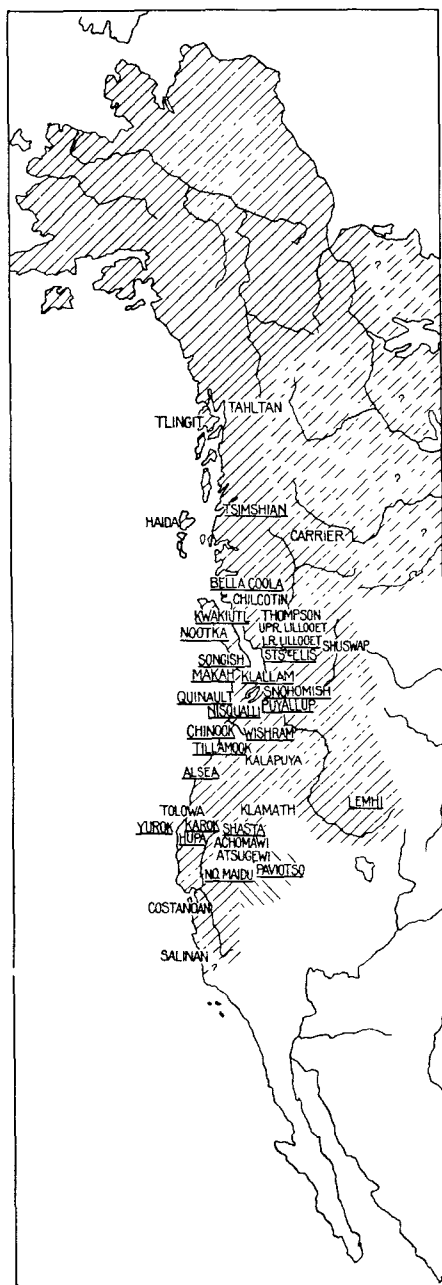 ?
?
TAHLTAN
TLINGIT
?
TSIMSHIAN
HAIDA
CARRIER
BELLA COOLA
CHILCOTIN
KWAKIUTL
THOMPSON
UPR. LILLOOET
NOOTKA
LR. LILLOOET
SHUSWAP
STSEELIS
SONGISH
MAKAH
KLALLAM
QUINAULT
SNOHOMISH
PUYALLUP
NISQUALLI
CHINOOK
WISHRAM
TILLAMOOK
KALAPUYA
ALSEA
LEMHI
TOLOWA
KLAMATH
YUROK
KAROK
SHASTA
HUPA
ACHOMAWI
ATSUGEWI
NO. MAIDU
PAVIOTSO
COSTANOAN
SALINAN
?